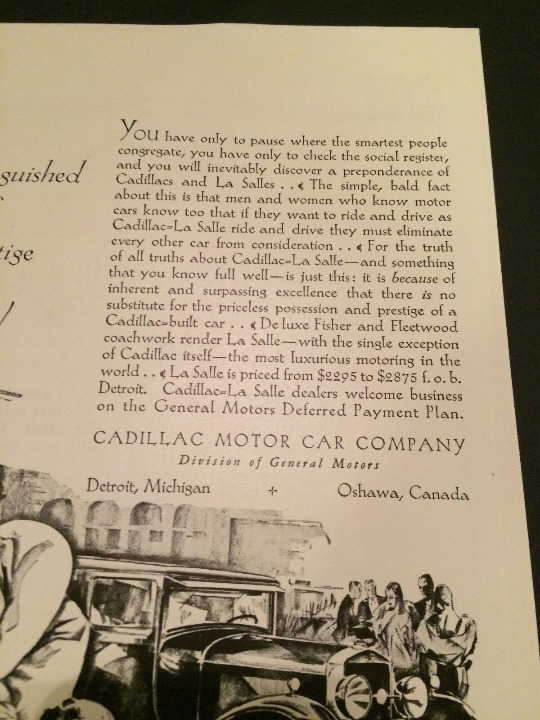 guished
tige
You have only to pause where the smartest people
congregate, you have only to check the social register,
and you will inevitably discover a preponderance of
Cadillacs and La Salles . . ¶ The simple, bald fact
about this is that men and women who know motor
cars know too that if they want to ride and drive as
Cadillac=La Salle ride and drive they must eliminate
every other car from consideration . . ¶ For the truth
of all truths about Cadillac=La Salle—and something
that you know full well—is just this: it is because of
inherent and surpassing excellence that there is no
substitute for the priceless possession and prestige of a
Cadillac=built car . . ¶ De luxe Fisher and Fleetwood
coachwork render La Salle—with the single exception
of Cadillac itself—the most luxurious motoring in the
world . . ¶ La Salle is priced from $2295 to $2875 f. o. b.
Detroit. Cadillac=La Salle dealers welcome business
on the General Motors Deferred Payment Plan.
CADILLAC MOTOR CAR COMPANY
Division of General Motors
Detroit, Michigan Oshawa, Canada